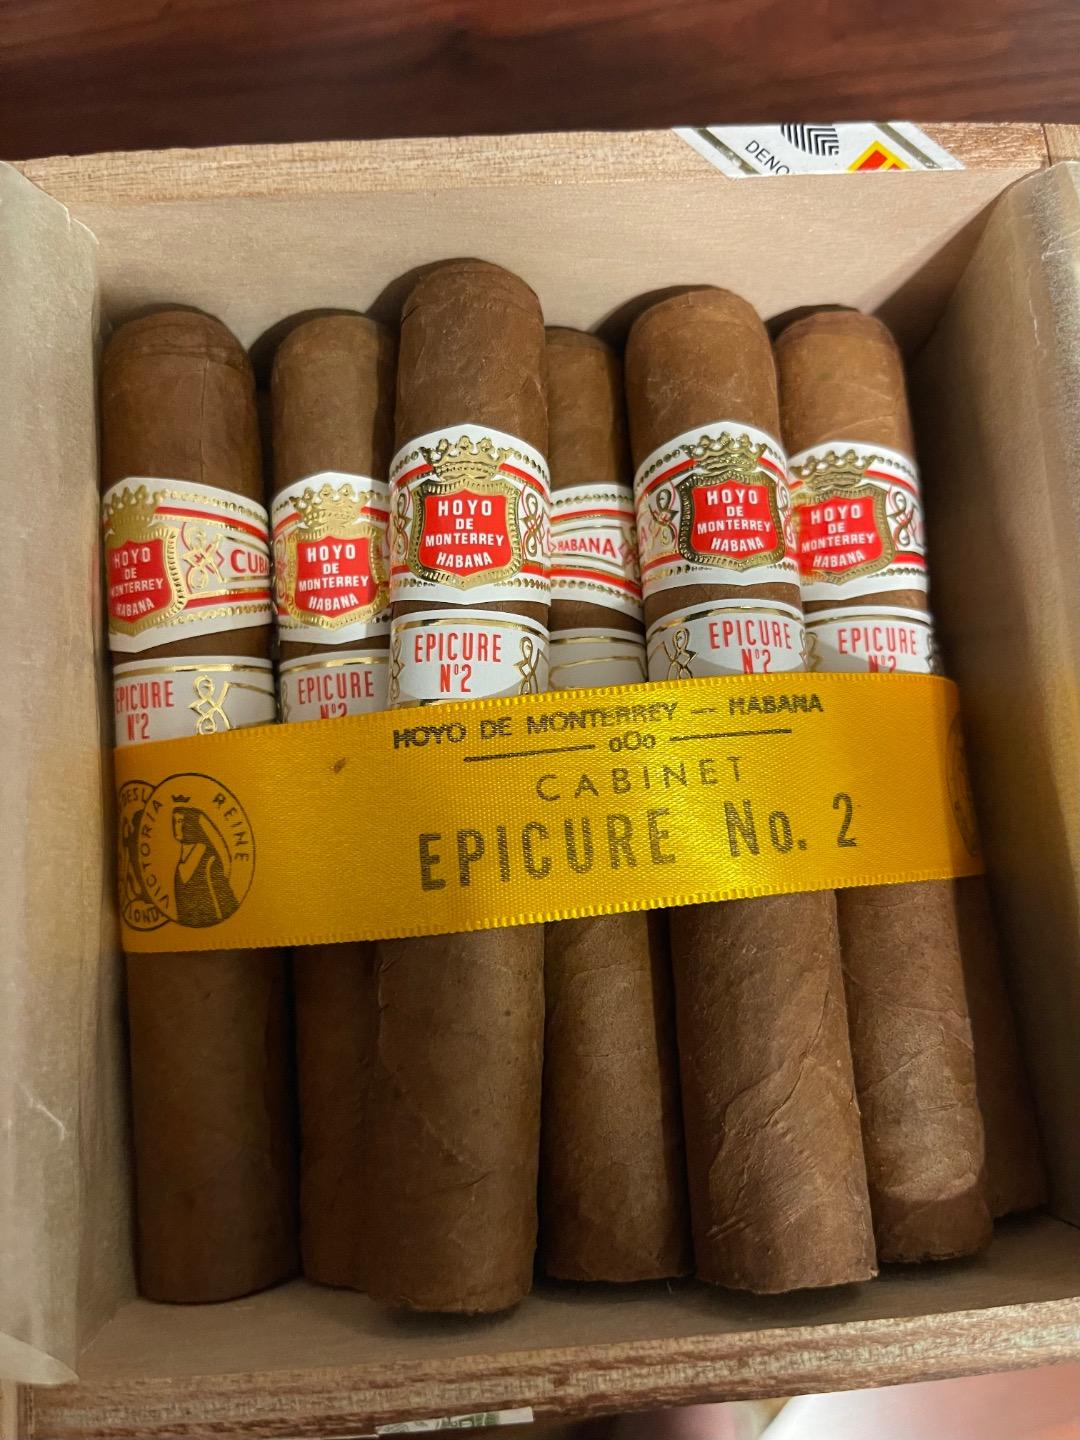 DENO
HOYO
DE
MONTERREY
HABANA
CUBA
HOYO
DE
MONTERREY
HABANA
HOYO
DE
MONTERREY
HABANA
HABANA
HOYO
DE
MONTERREY
HABANA
HOYO
DE
MONTERREY
HABANA
EPICURE
Nº2
EPICURE
Nº2
EPICURE
Nº2
EPICURE
Nº2
EPICURE
Nº2
HOYO DE MONTERREY — HABANA
oOo
CABINET
EPICURE No. 2
VICTORIA REINE